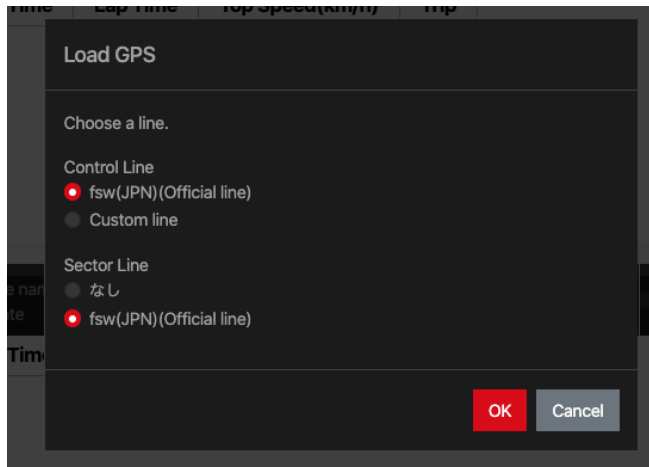 Time Lap Time Top Speed(km/h) Trip
Load GPS
Choose a line.
Control Line
fsw(JPN)(Official line)
Custom line
Sector Line
なし
fsw(JPN)(Official line)
Time
OK Cancel